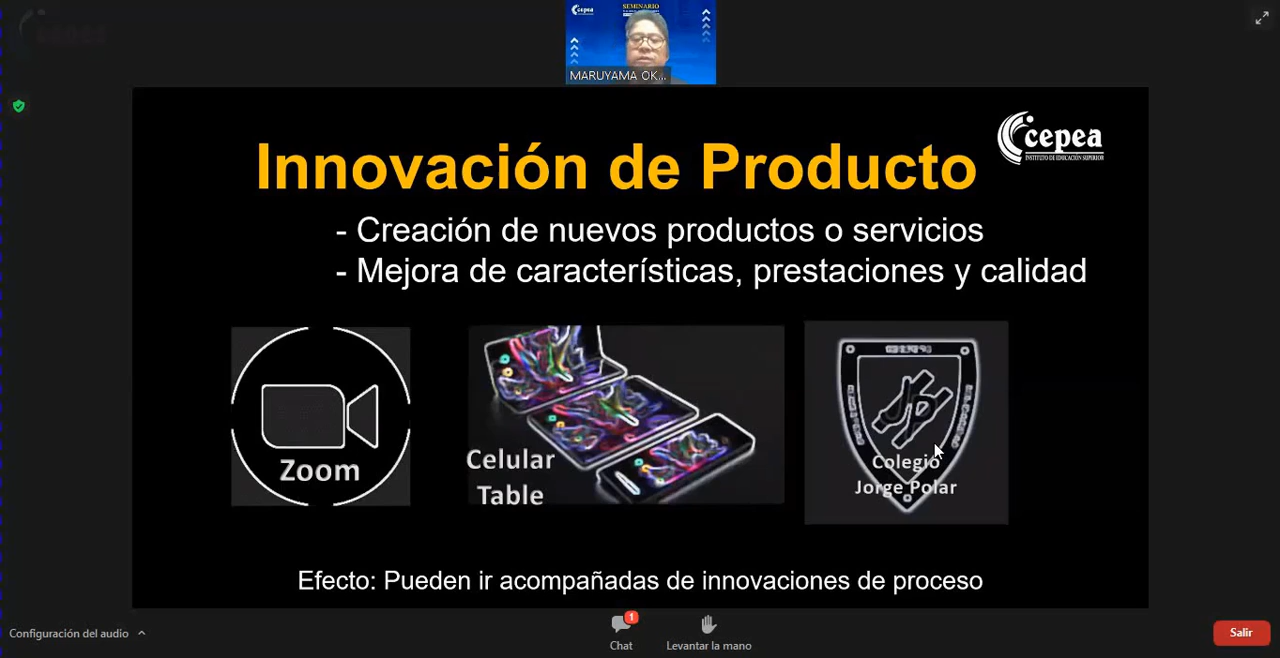 cepea
SEMINARIO
MARUYAMA OK...
cepea
INSTITUTO DE EDUCACIÓN SUPERIOR
Innovación de Producto
- Creación de nuevos productos o servicios
- Mejora de características, prestaciones y calidad
Zoom
Celular
Table
JP
Colegio
Jorge Polar
Efecto: Pueden ir acompañadas de innovaciones de proceso
Configuración del audio
1
Chat
Levantar la mano
Salir